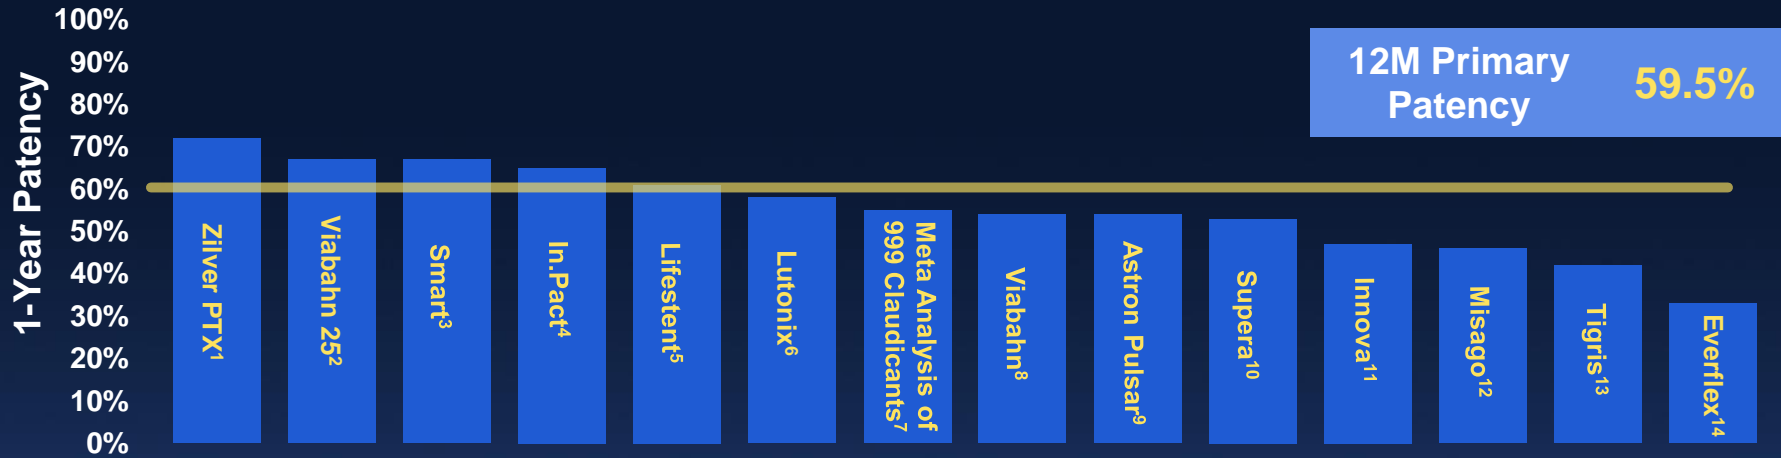 100%
90%
80%
70%
60%
50%
40%
30%
20%
10%
0%
1-Year Patency
12M Primary
Patency
59.5%
Zilver PTX¹
Viabahn 25²
Smart³
In.Pact⁴
Lifestent⁵
Lutonix⁶
Meta Analysis of
999 Claudicants⁷
Viabahn⁸
Astron Pulsar⁹
Supera¹⁰
Innova¹¹
Misago¹²
Tigris¹³
Everflex¹⁴